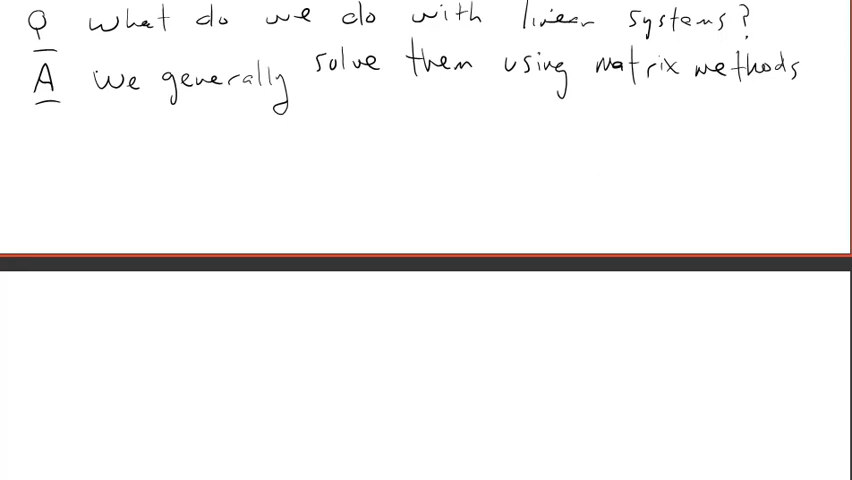 Q What do we do with linear systems?
A We generally solve them using matrix methods